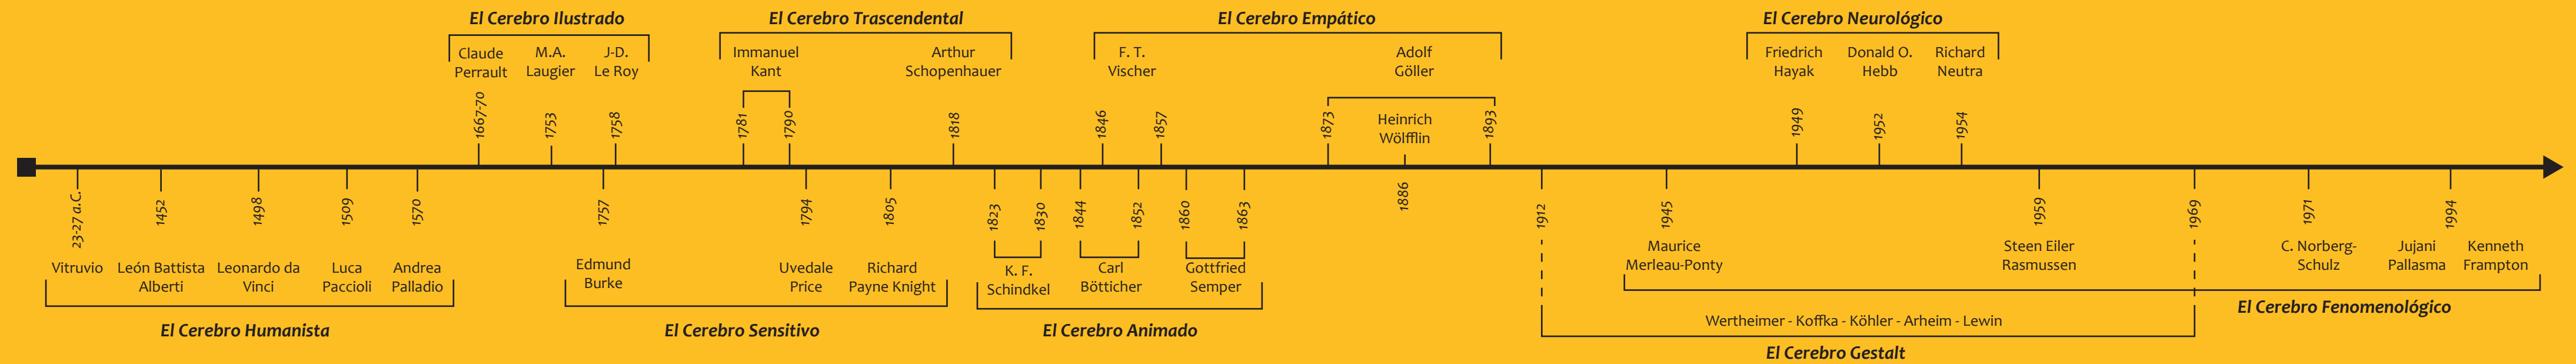 El Cerebro Ilustrado
Claude
Perrault
M.A.
Laugier
J-D.
Le Roy
1667-70
1753
1758
El Cerebro Trascendental
Immanuel
Kant
Arthur
Schopenhauer
1781
1790
1818
El Cerebro Empático
F. T.
Vischer
Adolf
Göller
1846
1857
1873
Heinrich
Wölfflin
1893
El Cerebro Neurológico
Friedrich
Hayak
Donald O.
Hebb
Richard
Neutra
1949
1952
1954
23-27 a.C.
1452
1498
1509
1570
Vitruvio
León Battista
Alberti
Leonardo da
Vinci
Luca
Paccioli
Andrea
Palladio
El Cerebro Humanista
1757
1794
1805
Edmund
Burke
Uvedale
Price
Richard
Payne Knight
El Cerebro Sensitivo
1823
1830
1844
1852
1860
1863
K. F.
Schindkel
Carl
Bötticher
Gottfried
Semper
El Cerebro Animado
1886
1912
1945
1959
1969
1971
1994
Maurice
Merleau-Ponty
Steen Eiler
Rasmussen
C. Norberg-
Schulz
Jujani
Pallasma
Kenneth
Frampton
El Cerebro Fenomenológico
Wertheimer - Koffka - Köhler - Arheim - Lewin
El Cerebro Gestalt